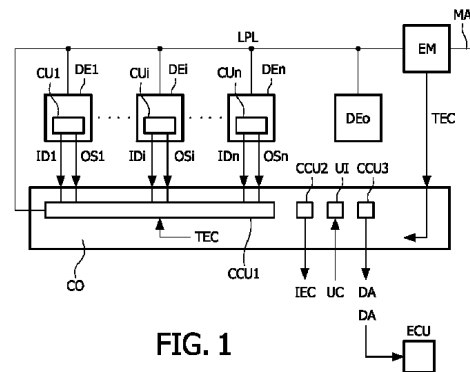 LPL
MA
EM
CU1 DE1 CUi DEi CUn DEn
DEo
TEC
ID1 OS1 IDi OSi IDn OSn
CCU2 UI CCU3
TEC
CO
CCU1
IEC UC DA
DA
ECU
FIG. 1